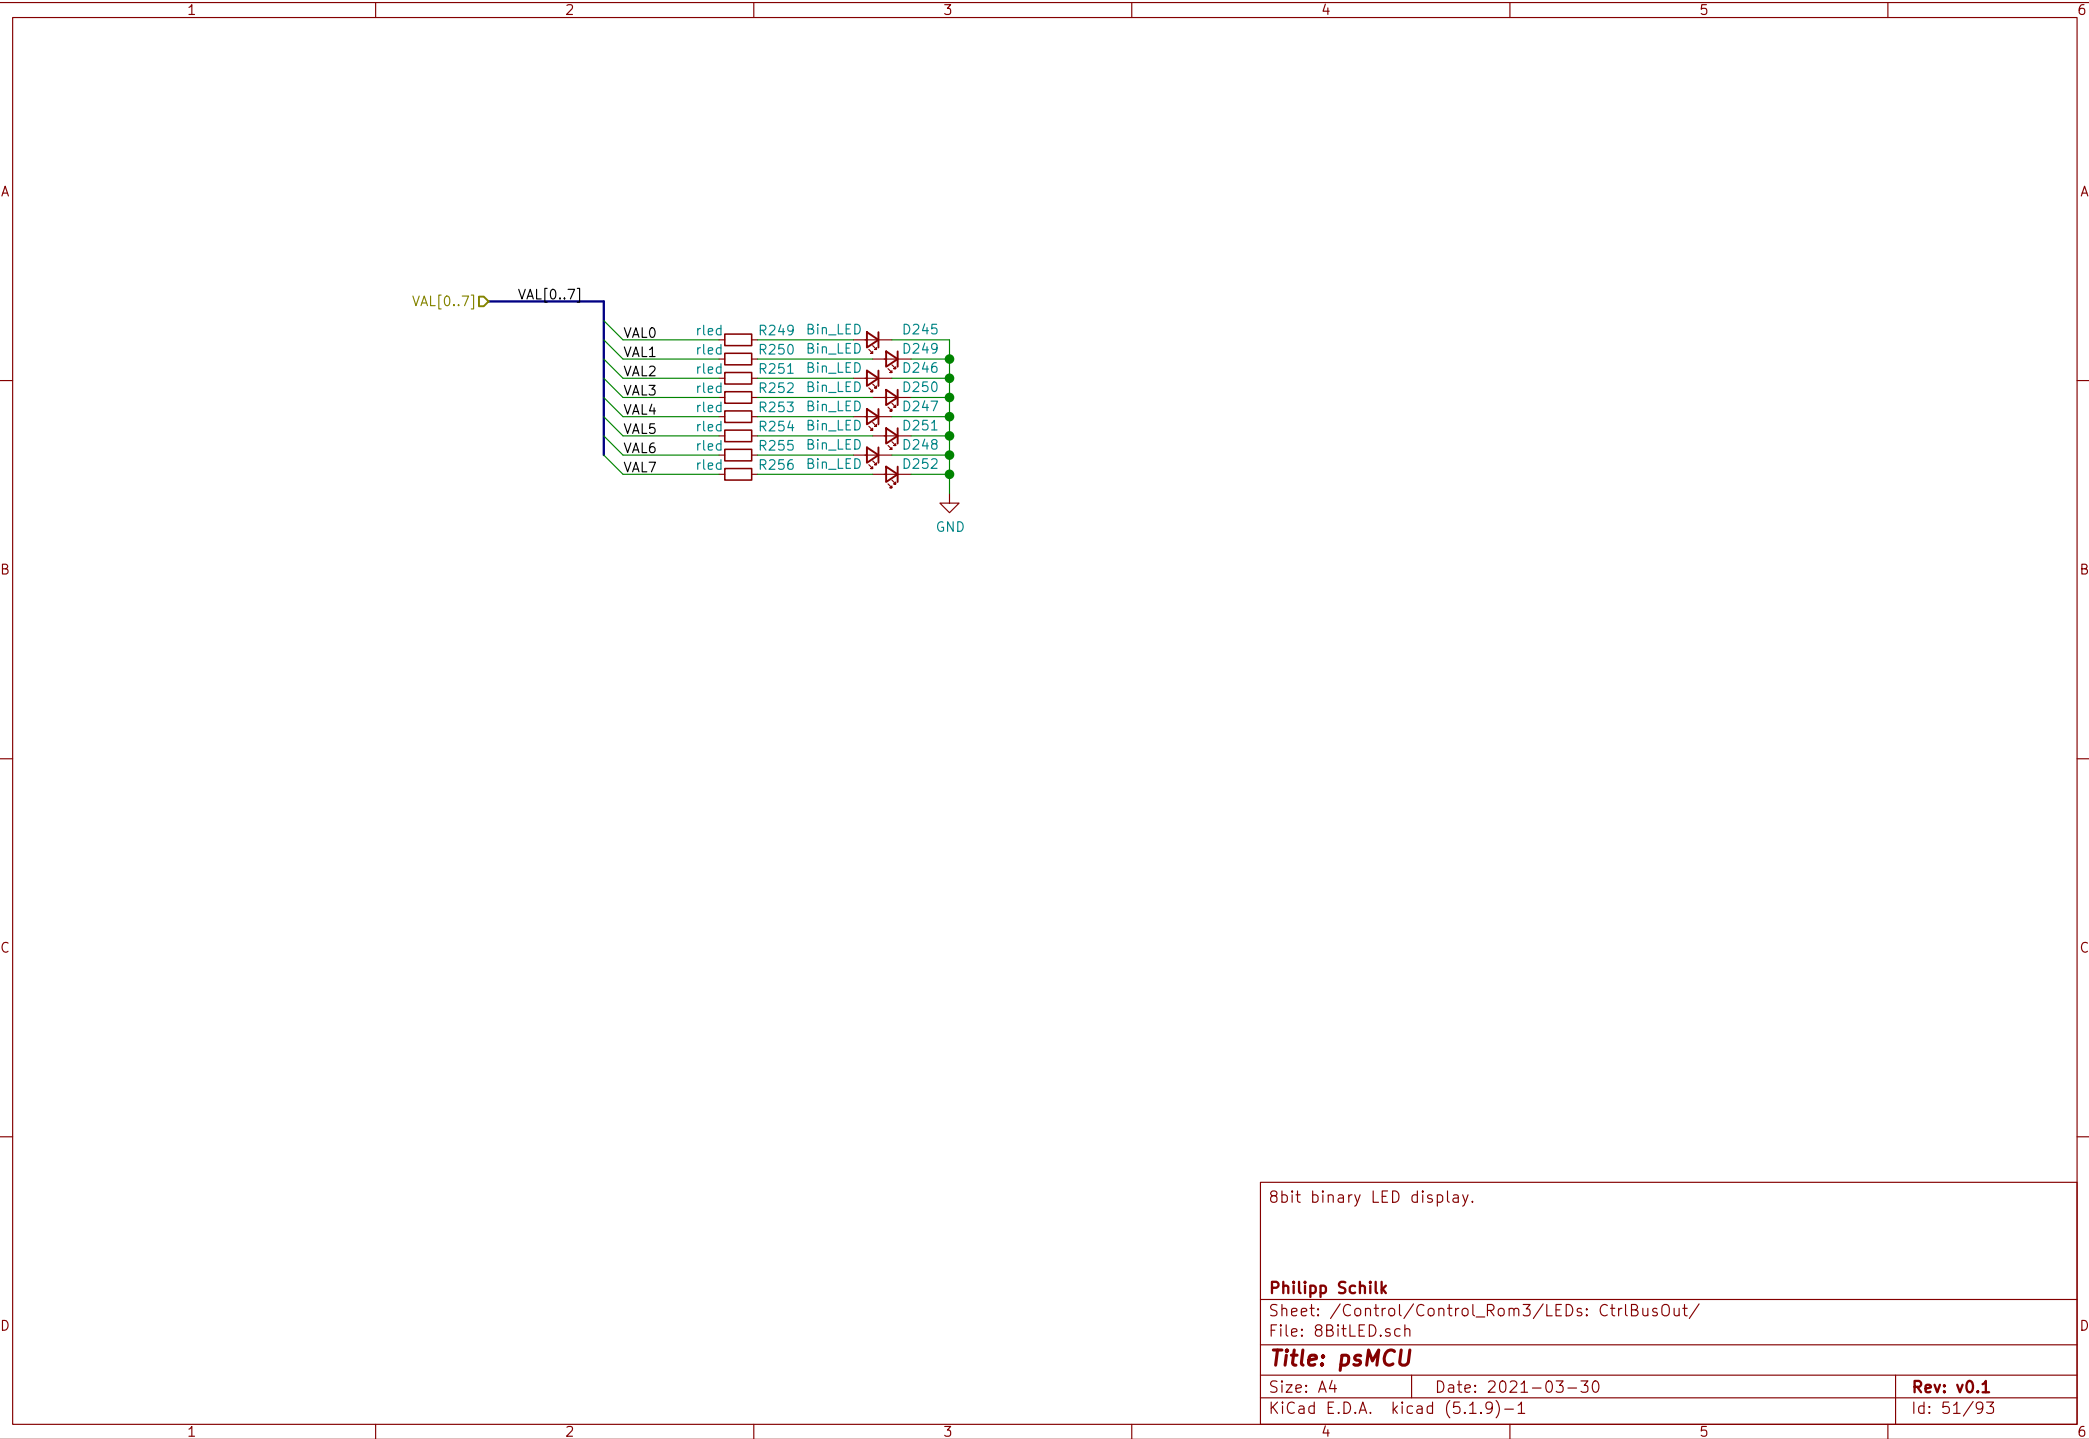 1 2 3 4 5 6
A A
VAL[0..7] VAL[0..7]
VAL0 rled R249 Bin_LED D245
VAL1 rled R250 Bin_LED D249
VAL2 rled R251 Bin_LED D246
VAL3 rled R252 Bin_LED D250
VAL4 rled R253 Bin_LED D247
VAL5 rled R254 Bin_LED D251
VAL6 rled R255 Bin_LED D248
VAL7 rled R256 Bin_LED D252
GND
B B
C C
8bit binary LED display.
Philipp Schilk
Sheet: /Control/Control_Rom3/LEDs: CtrlBusOut/
D D
File: 8BitLED.sch
Title: psMCU
Size: A4 Date: 2021-03-30 Rev: v0.1
KiCad E.D.A. kicad (5.1.9)-1 Id: 51/93
1 2 3 4 5 6